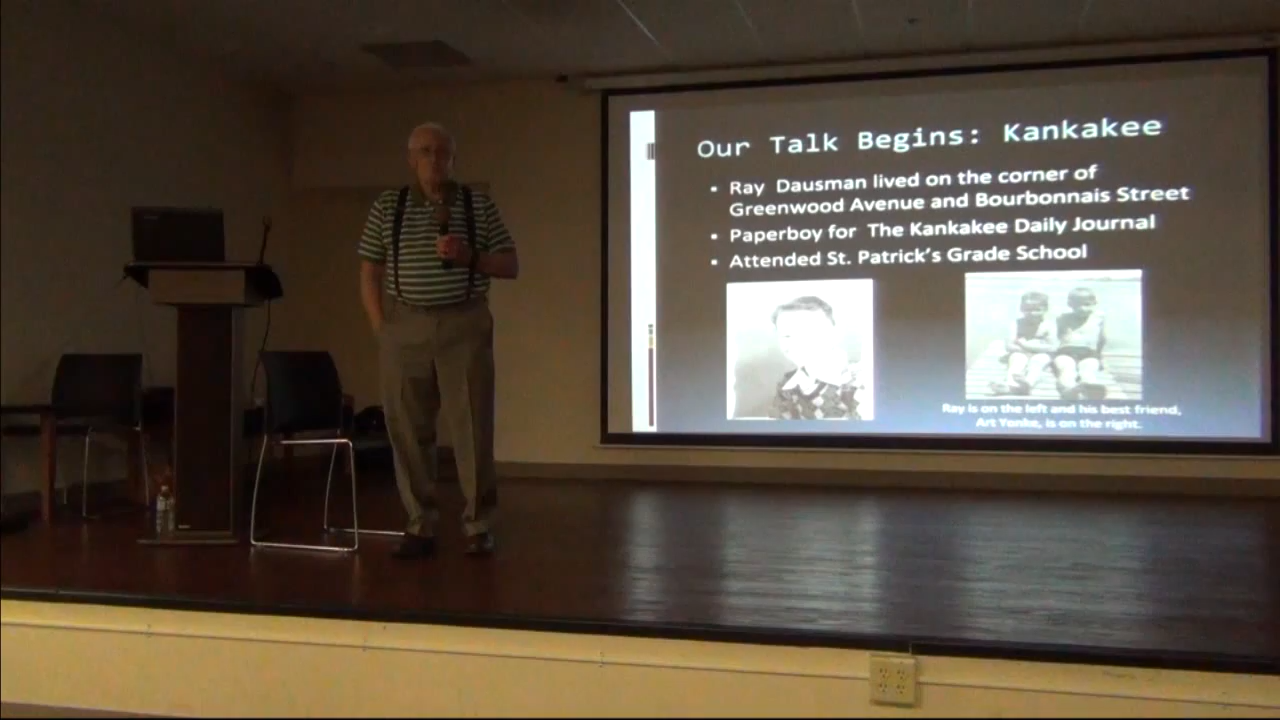 Our Talk Begins: Kankakee
▪ Ray Dausman lived on the corner of
Greenwood Avenue and Bourbonnais Street
▪ Paperboy for The Kankakee Daily Journal
▪ Attended St. Patrick's Grade School
Ray is on the left and his best friend,
Art Yonke, is on the right.